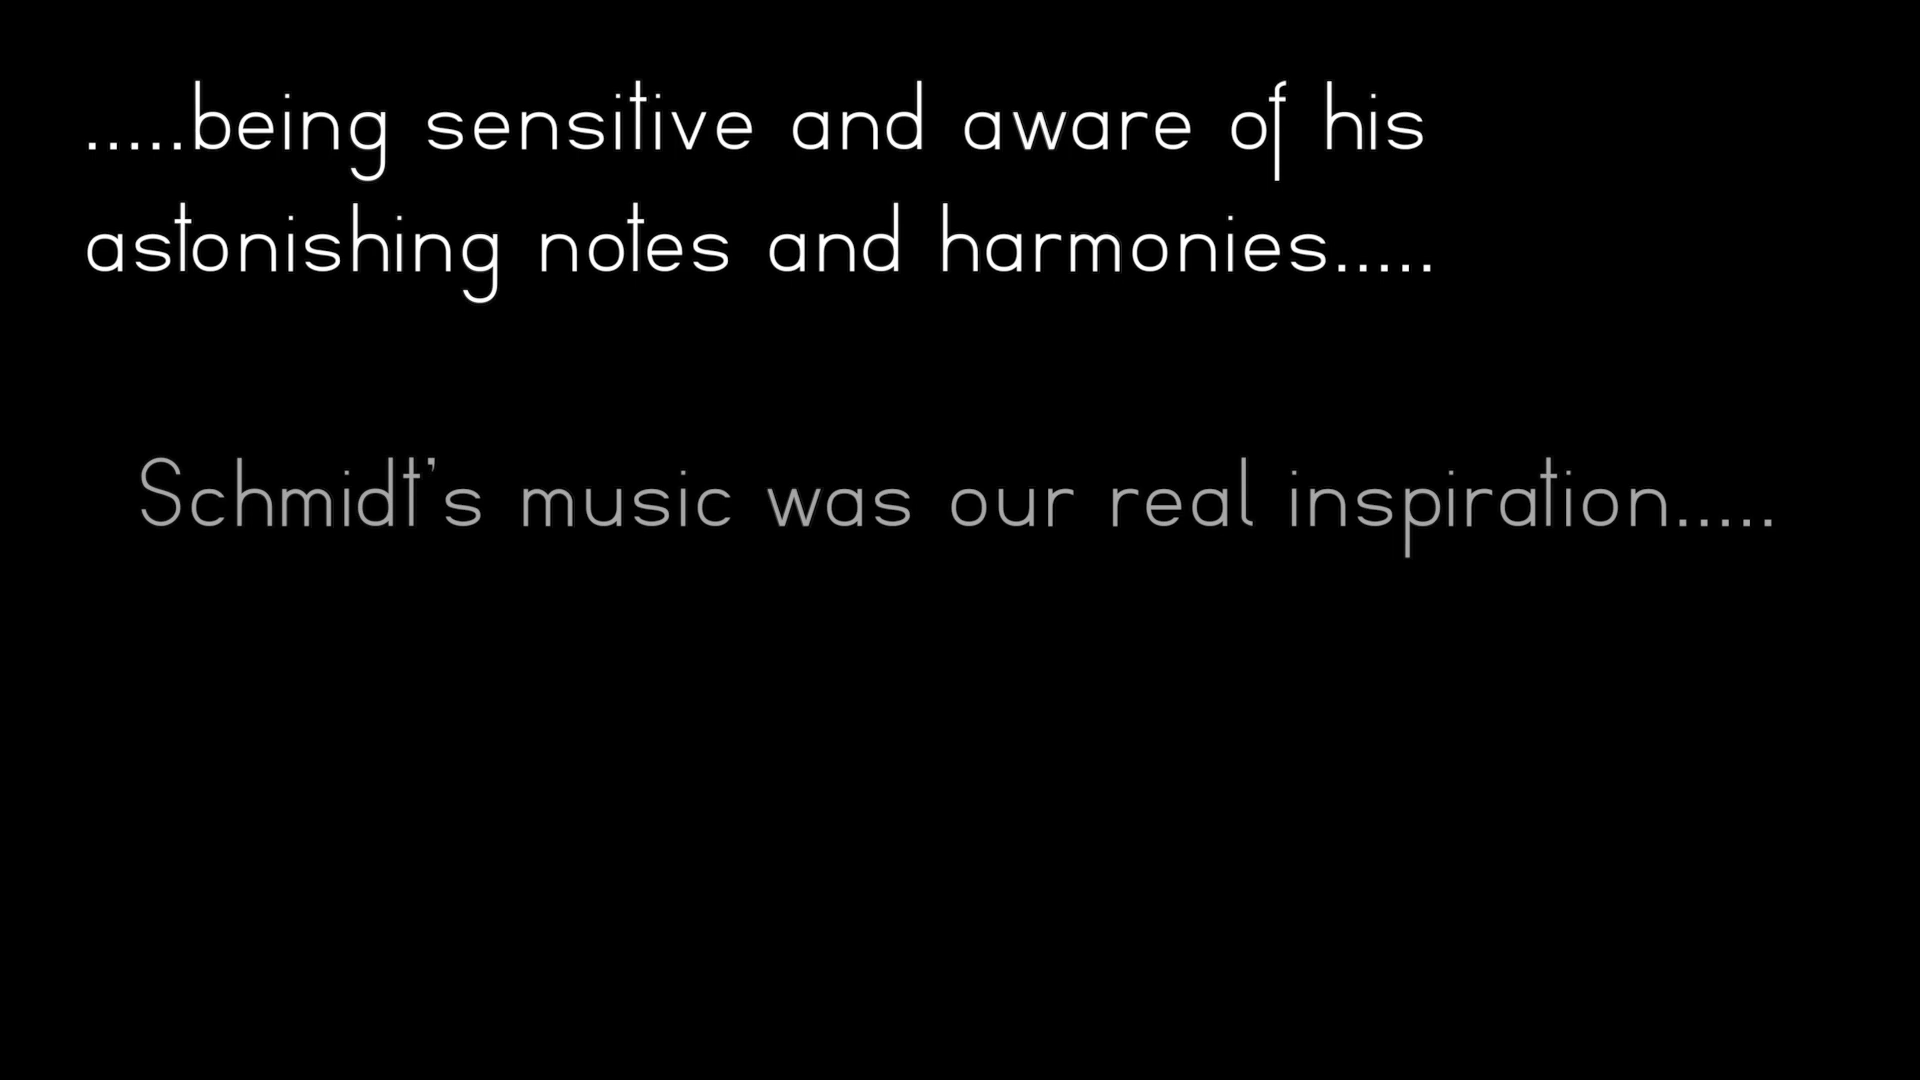 .....being sensitive and aware of his
astonishing notes and harmonies.....
Schmidt's music was our real inspiration.....